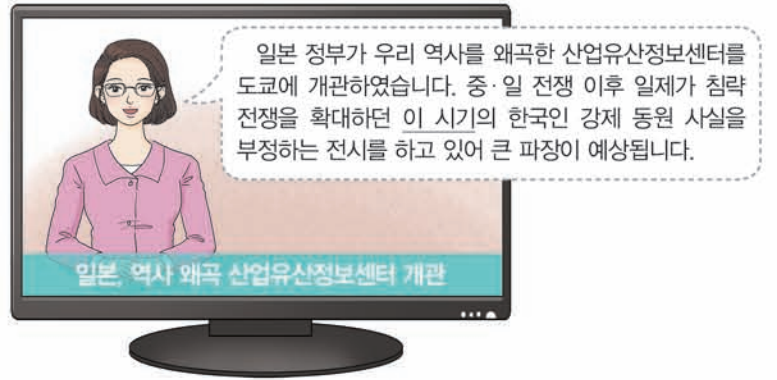 일본 정부가 우리 역사를 왜곡한 산업유산정보센터를
도쿄에 개관하였습니다. 중·일 전쟁 이후 일제가 침략
전쟁을 확대하던 이 시기의 한국인 강제 동원 사실을
부정하는 전시를 하고 있어 큰 파장이 예상됩니다.
일본, 역사 왜곡 산업유산정보센터 개관